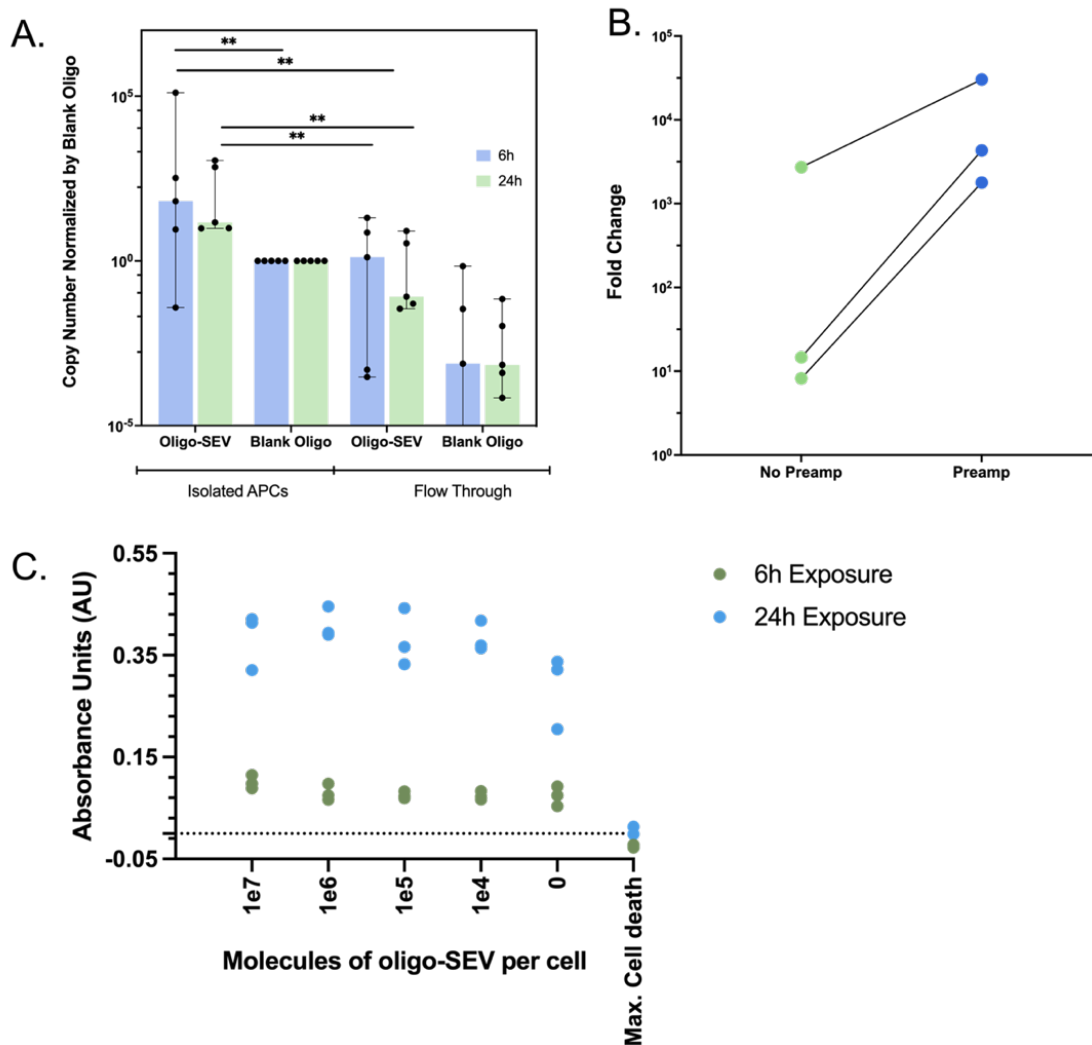 A.
Copy Number Normalized by Blank Oligo
10^5
10^0
10^-5
**
**
**
**
6h
24h
Oligo-SEV Blank Oligo Oligo-SEV Blank Oligo
Isolated APCs Flow Through
B.
Fold Change
10^5
10^4
10^3
10^2
10^1
10^0
No Preamp Preamp
C.
Absorbance Units (AU)
0.55
0.35
0.15
-0.05
1e7 1e6 1e5 1e4 0 Max. Cell death
Molecules of oligo-SEV per cell
6h Exposure
24h Exposure